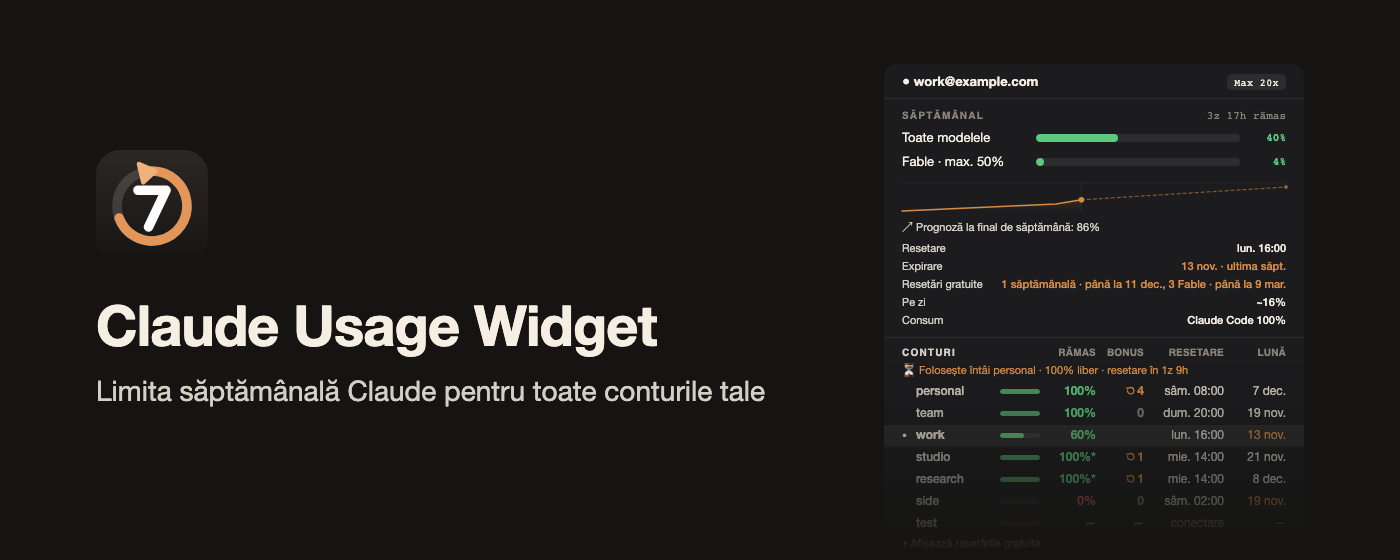 7
Claude Usage Widget
Limita săptămânală Claude pentru toate conturile tale
• work@example.com Max 20x
SĂPTĂMÂNAL 3z 17h rămas
Toate modelele 40%
Fable · max. 50% 4%
↗ Prognoză la final de săptămână: 86%
Resetare lun. 16:00
Expirare 13 nov. · ultima săpt.
Resetări gratuite 1 săptămânală · până la 11 dec., 3 Fable · până la 9 mar.
Pe zi ~16%
Consum Claude Code 100%
CONTURI RĂMAS BONUS RESETARE LUNĂ
⏳ Folosește întâi personal · 100% liber · resetare în 1z 9h
personal 100% 4 sâm. 08:00 7 dec.
team 100% 0 dum. 20:00 19 nov.
• work 60% lun. 16:00 13 nov.
studio 100%* 1 mie. 14:00 21 nov.
research 100%* 1 mie. 14:00 8 dec.
side 0% 0 sâm. 02:00 19 nov.
test — — conectare —
Afișează resetările gratuite